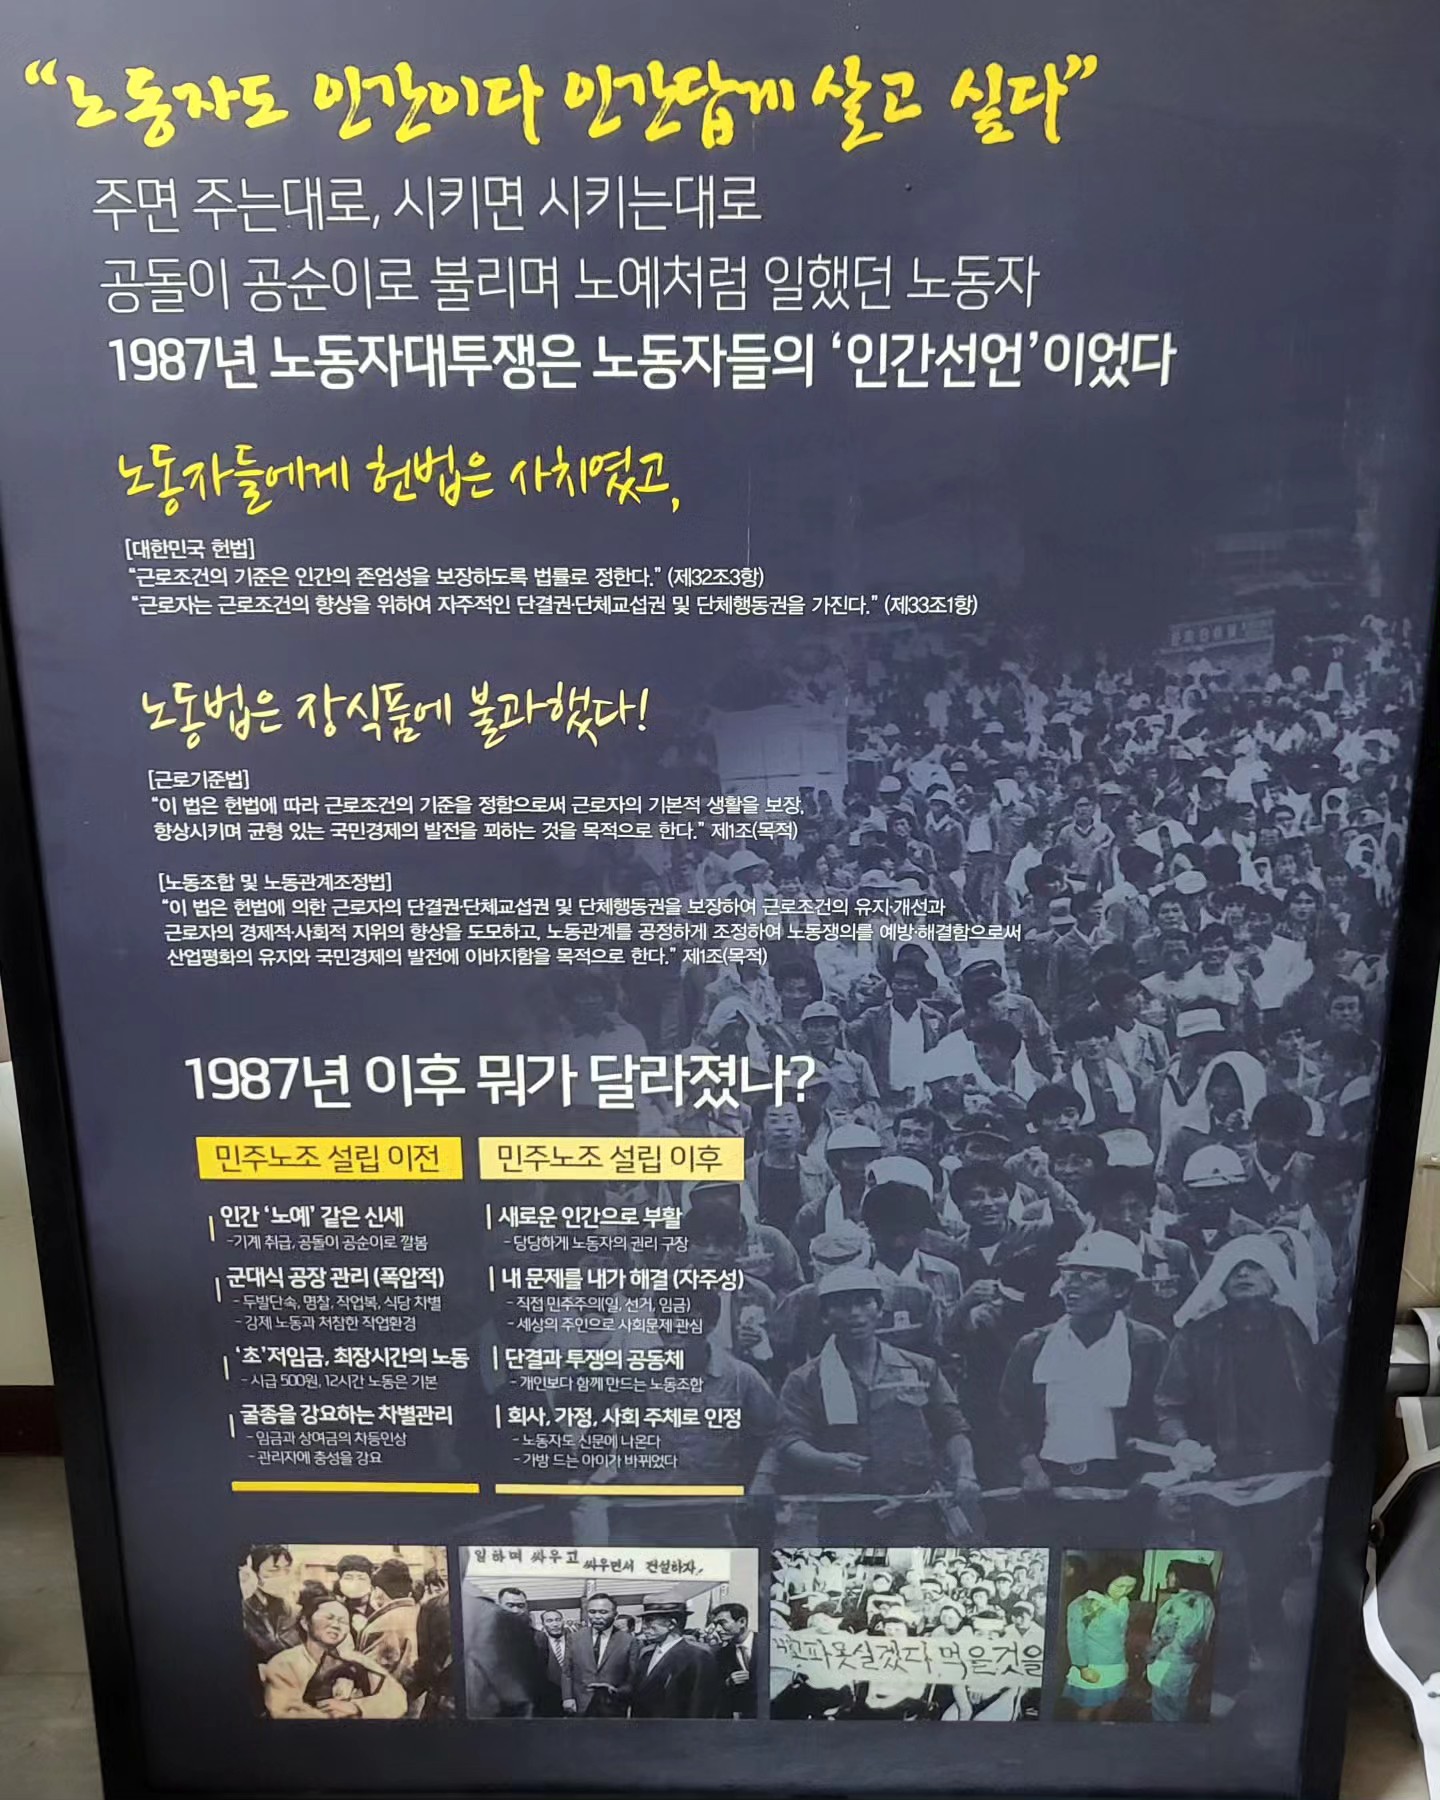 “노동자도 인간이다 인간답게 살고 싶다”
주면 주는대로, 시키면 시키는대로
공돌이 공순이로 불리며 노예처럼 일했던 노동자
1987년 노동자대투쟁은 노동자들의 ‘인간선언’이었다
노동자들에게 헌법은 사치였고,
[대한민국 헌법]
“근로조건의 기준은 인간의 존엄성을 보장하도록 법률로 정한다.” (제32조3항)
“근로자는 근로조건의 향상을 위하여 자주적인 단결권·단체교섭권 및 단체행동권을 가진다.” (제33조1항)
노동법은 장식품에 불과했다!
[근로기준법]
“이 법은 헌법에 따라 근로조건의 기준을 정함으로써 근로자의 기본적 생활을 보장,
향상시키며 균형 있는 국민경제의 발전을 꾀하는 것을 목적으로 한다.” 제1조(목적)
[노동조합 및 노동관계조정법]
“이 법은 헌법에 의한 근로자의 단결권·단체교섭권 및 단체행동권을 보장하여 근로조건의 유지·개선과
근로자의 경제적·사회적 지위의 향상을 도모하고, 노동관계를 공정하게 조정하여 노동쟁의를 예방·해결함으로써
산업평화의 유지와 국민경제의 발전에 이바지함을 목적으로 한다.” 제1조(목적)
1987년 이후 뭐가 달라졌나?
민주노조 설립 이전
인간 ‘노예’ 같은 신세
-기계 취급, 공돌이 공순이로 깔봄
군대식 공장 관리 (폭압적)
- 두발단속, 명찰, 작업복, 식당 차별
- 강제 노동과 처참한 작업환경
‘초’저임금, 최장시간의 노동
- 시급 500원, 12시간 노동은 기본
굴종을 강요하는 차별관리
- 임금과 상여금의 차등인상
- 관리자에 충성을 강요
민주노조 설립 이후
새로운 인간으로 부활
- 당당하게 노동자의 권리 구장
내 문제를 내가 해결 (자주성)
- 직접 민주주의(일, 선거, 임금)
- 세상의 주인으로 사회문제 관심
단결과 투쟁의 공동체
- 개인보다 함께 만드는 노동조합
회사, 가정, 사회 주체로 인정
- 노동자도 신문에 나온다
- 가방 드는 아이가 바뀌었다
일하며 싸우고 싸우면서 건설하자!
파 못살겠다, 먹을것을